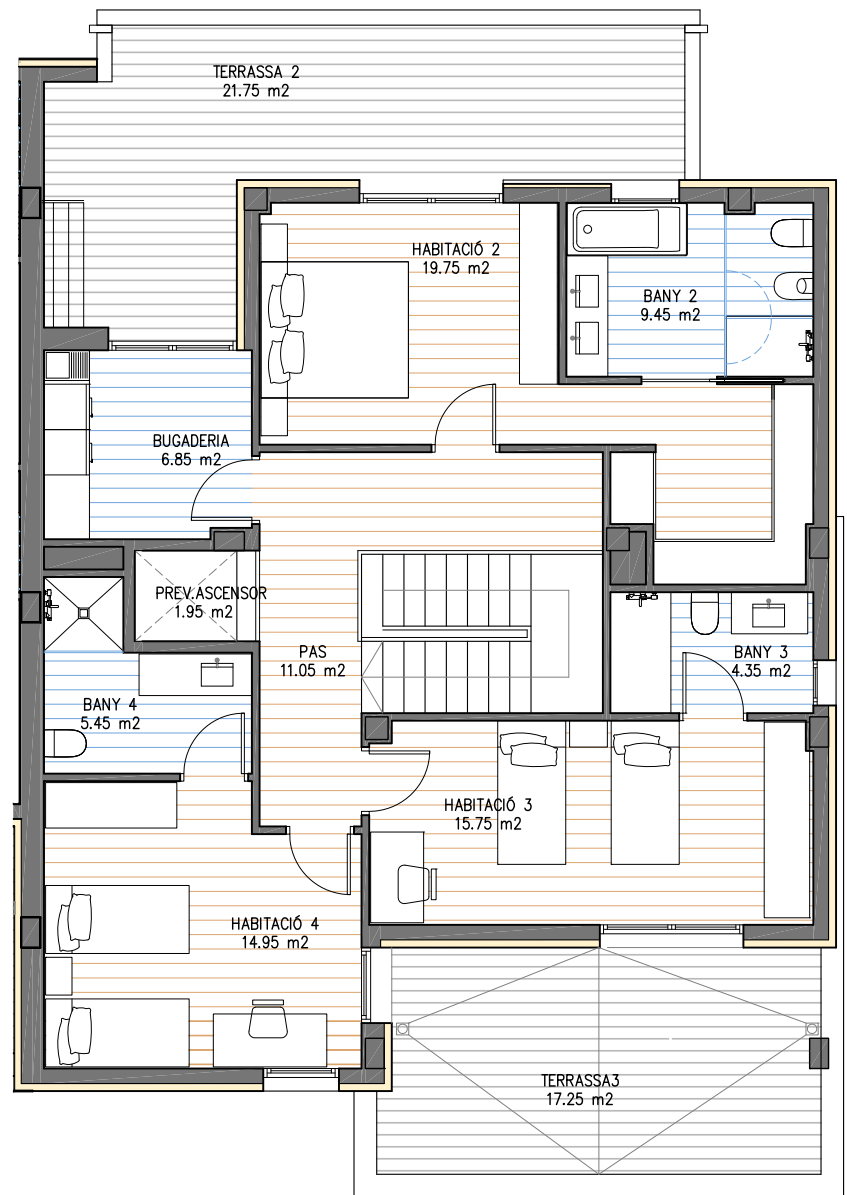 TERRASSA 2
21.75 m2
HABITACIÓ 2
19.75 m2
BANY 2
9.45 m2
BUGADERIA
6.85 m2
PREV.ASCENSOR
1.95 m2
PAS
11.05 m2
BANY 3
4.35 m2
BANY 4
5.45 m2
HABITACIÓ 3
15.75 m2
HABITACIÓ 4
14.95 m2
TERRASSA3
17.25 m2